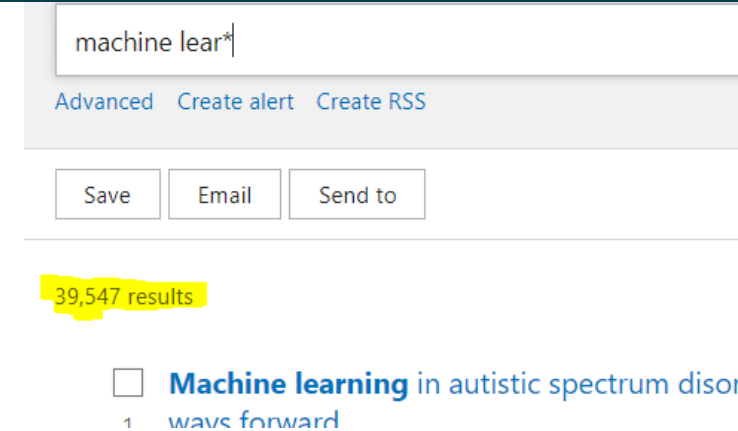 machine lear*
Advanced Create alert Create RSS
Save Email Send to
39,547 results
Machine learning in autistic spectrum disor
1 ways forward